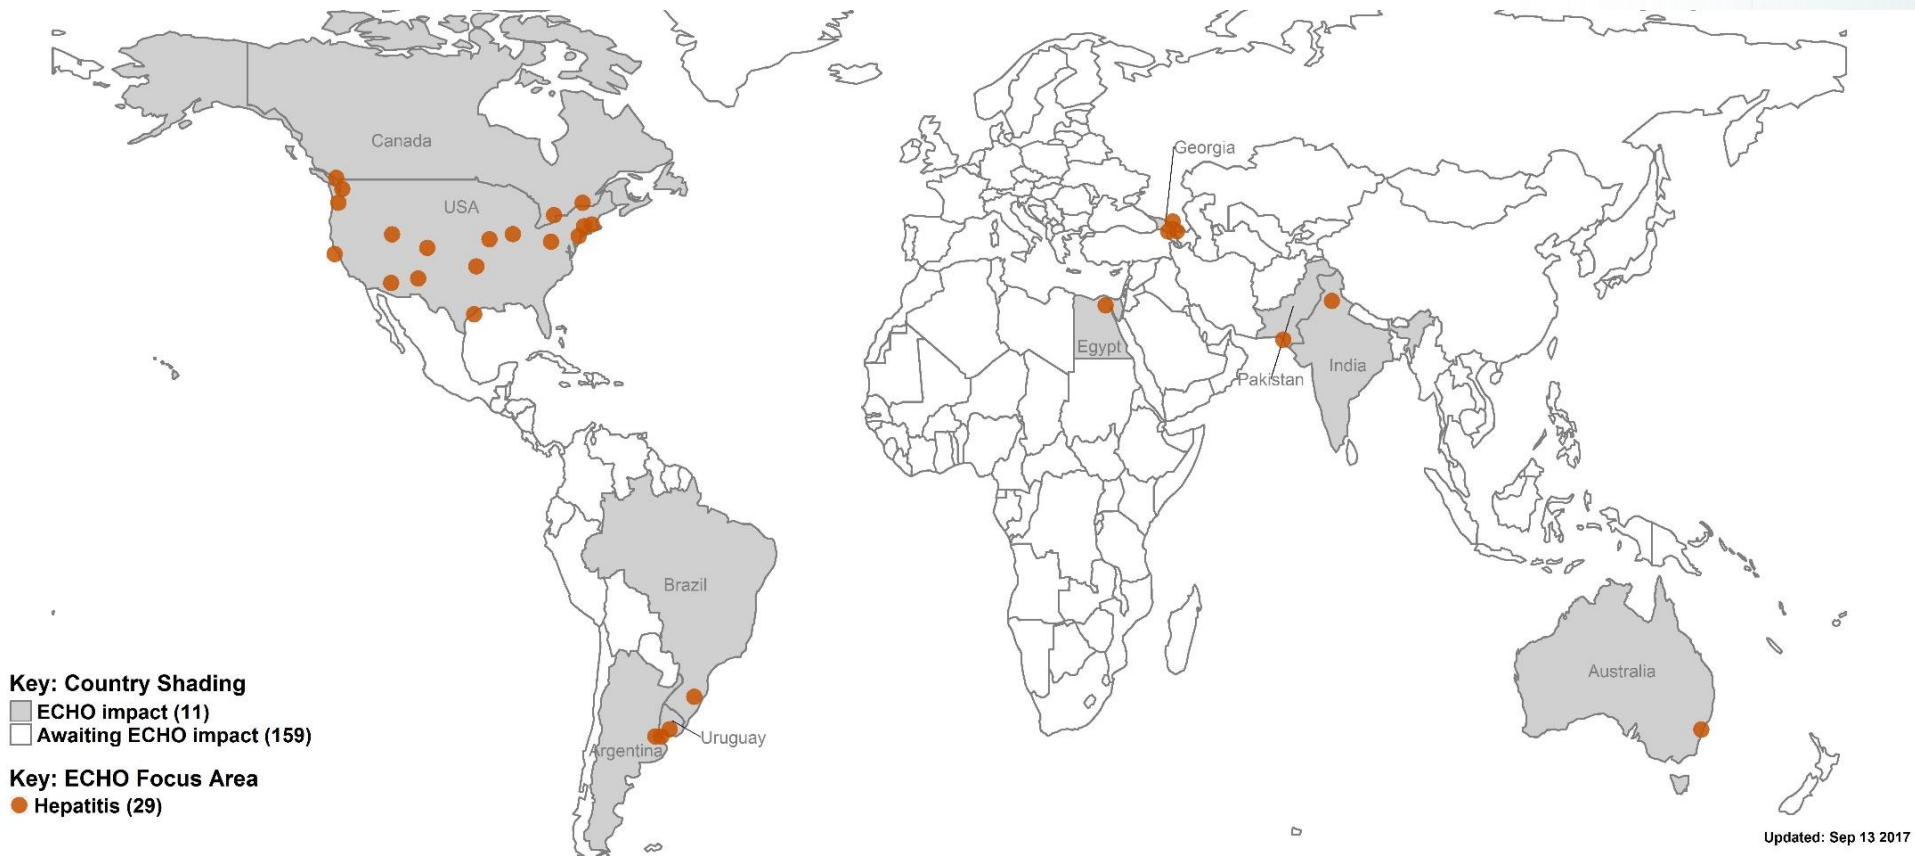 Canada
Georgia
USA
Egypt
India
Pakistan
Brazil
Australia
Key: Country Shading
ECHO impact (11)
Awaiting ECHO impact (159)
Uruguay
Argentina
Key: ECHO Focus Area
Hepatitis (29)
Updated: Sep 13 2017